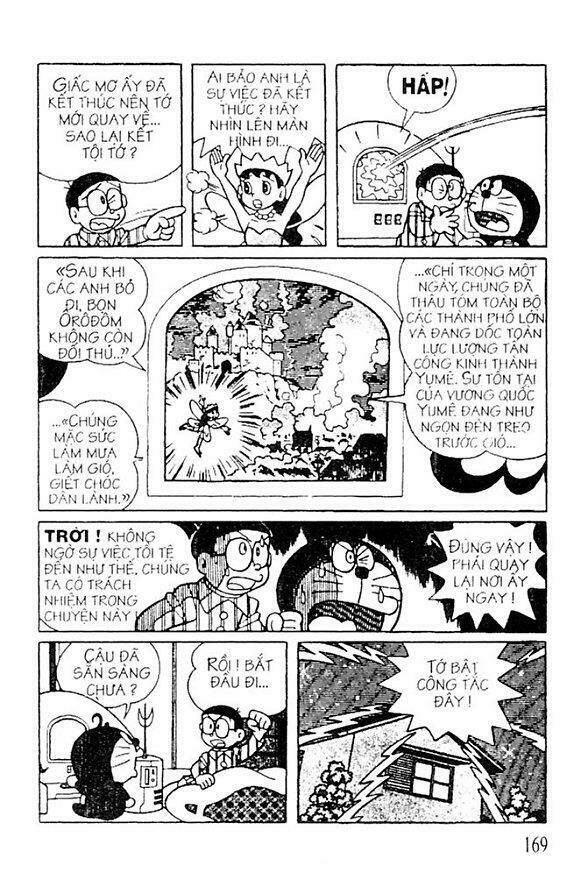 GIẤC MƠ ẤY ĐÃ
KẾT THÚC NÊN TỚ
MỚI QUAY VỀ...
SAO LẠI KẾT
TỘI TỚ ?
AI BẢO ANH LÀ
SỰ VIỆC ĐÃ KẾT
THÚC ? HÃY
NHÌN LÊN MÀN
HÌNH ĐI...
HẤP!
«SAU KHI
CÁC ANH BỎ
ĐI, BỌN
ÔRÔĐÔM
KHÔNG CÒN
ĐỐI THỦ...»
...«CHỈ TRONG MỘT
NGÀY, CHÚNG ĐÃ
THÂU TÓM TOÀN BỘ
CÁC THÀNH PHỐ LỚN
VÀ ĐANG DỐC TOÀN
LỰC LƯỢNG TẤN
CÔNG KINH THÀNH
YUMÊ. SỰ TỒN TẠI
CỦA VƯƠNG QUỐC
YUMÊ ĐANG NHƯ
NGỌN ĐÈN TREO
TRƯỚC GIÓ...
...«CHÚNG
MẶC SỨC
LÀM MƯA
LÀM GIÓ,
GIẾT CHÓC
DÂN LÀNH.»
TRỜI ! KHÔNG
NGỜ SỰ VIỆC TỒI TỆ
ĐẾN NHƯ THẾ, CHÚNG
TA CÓ TRÁCH
NHIỆM TRONG
CHUYỆN NÀY !
ĐÚNG VẬY !
PHẢI QUAY
LẠI NƠI ẤY
NGAY !
CẬU ĐÃ
SẴN SÀNG
CHƯA ?
RỒI ! BẮT
ĐẦU ĐI...
TỚ BẬT
CÔNG TẮC
ĐÂY !
169